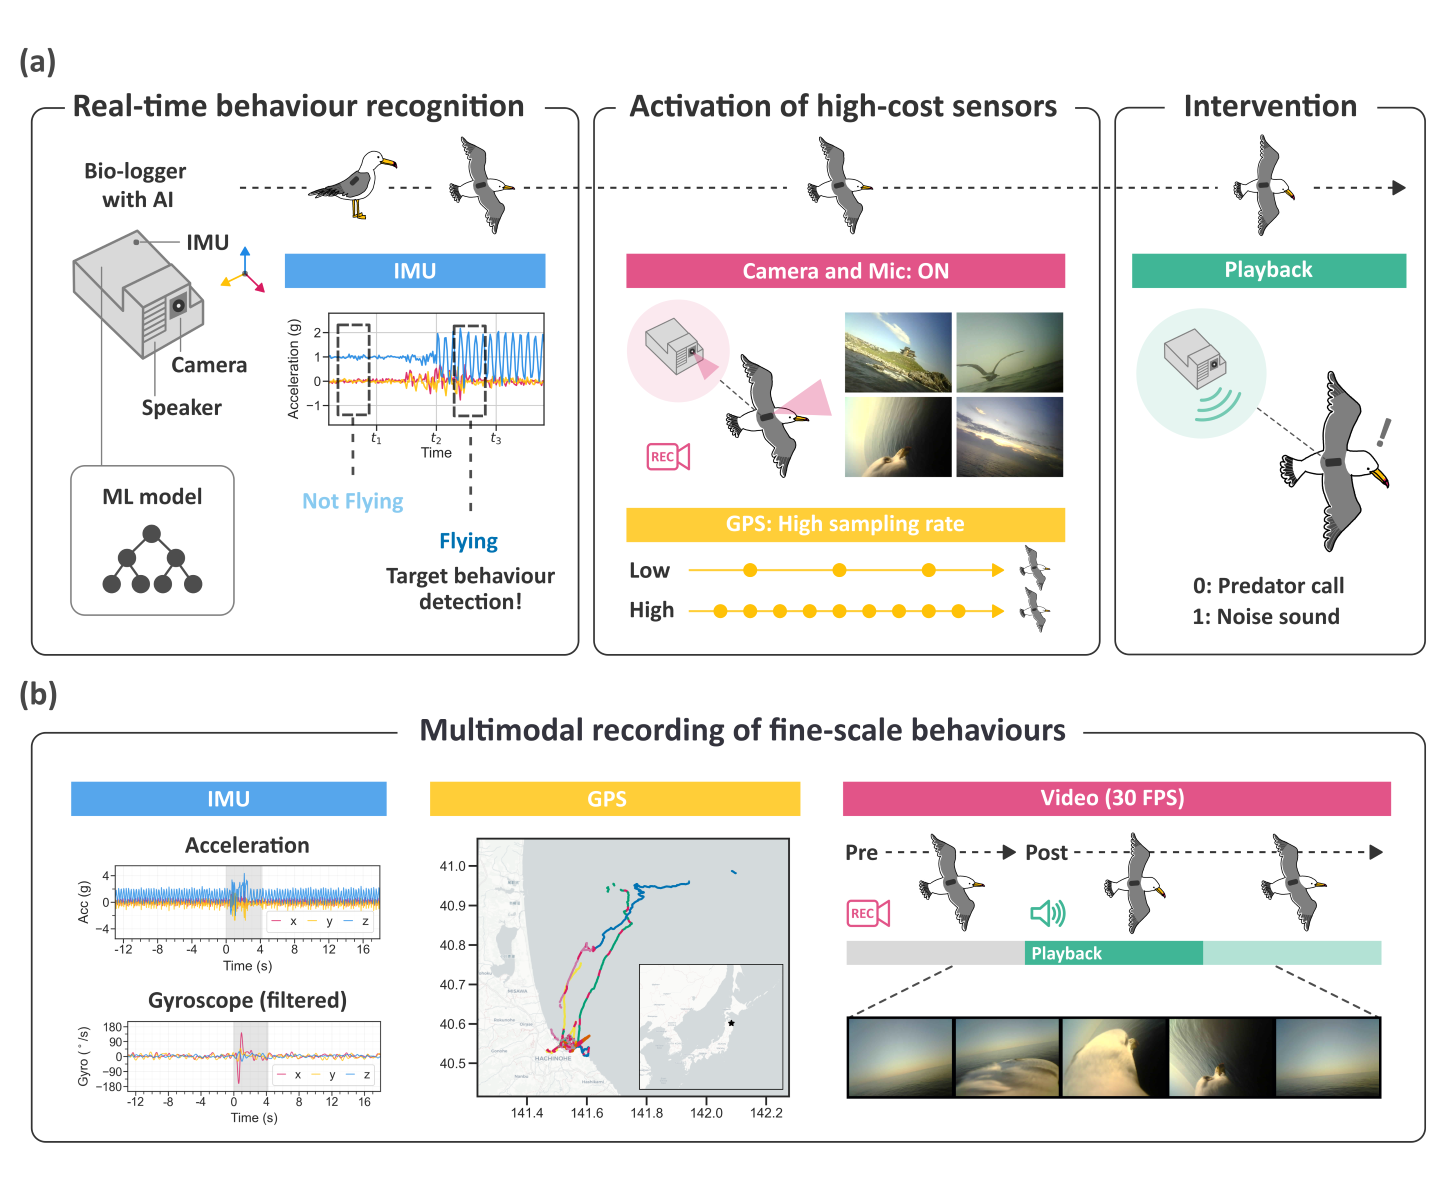 (a)
Real-time behaviour recognition
Activation of high-cost sensors
Intervention
Bio-logger
with AI
IMU
Camera
Speaker
ML model
IMU
Acceleration (g)
2
1
0
−1
t1
t2
t3
Time
Not Flying
Flying
Target behaviour
detection!
Camera and Mic: ON
REC
GPS: High sampling rate
Low
High
Playback
!
0: Predator call
1: Noise sound
(b)
Multimodal recording of fine-scale behaviours
IMU
Acceleration
Acc (g)
4
0
−4
x y z
-12 -8 -4 0 4 8 12 16
Time (s)
Gyroscope (filtered)
Gyro (°/s)
180
90
0
−90
−180
x y z
-12 -8 -4 0 4 8 12 16
Time (s)
GPS
41.0
40.9
40.8
40.7
40.6
40.5
HACHINOHE
141.4 141.6 141.8 142.0 142.2
Video (30 FPS)
Pre
Post
REC
Playback